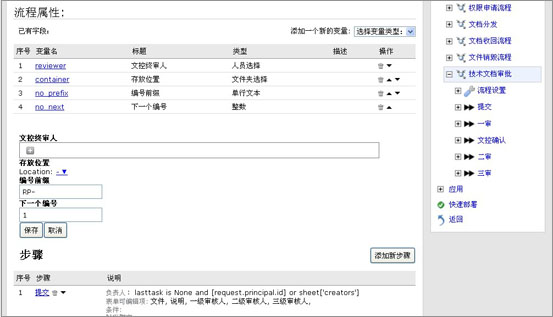 流程属性：
已有字段：
添加一个新的变量： 选择变量类型：
序号 变量名 标题 类型 描述 操作
1 reviewer 文控终审人 人员选择
2 container 存放位置 文件夹选择
3 no_prefix 编号前缀 单行文本
4 no_next 下一个编号 整数
文控终审人
存放位置
Location: -
编号前缀
RP-
下一个编号
1
保存 取消
步骤
添加新步骤
序号 步骤 说明
1 提交 负责人： lasttask is None and [request.principal.id] or sheet['creators']
表单可编辑项: 文件, 说明, 一级审核人, 二级审核人, 三级审核人,
条件:
权限申请流程
文档分发
文档收回流程
文件销毁流程
技术文档审批
流程设置
提交
一审
文控确认
二审
三审
应用
快速部署
返回